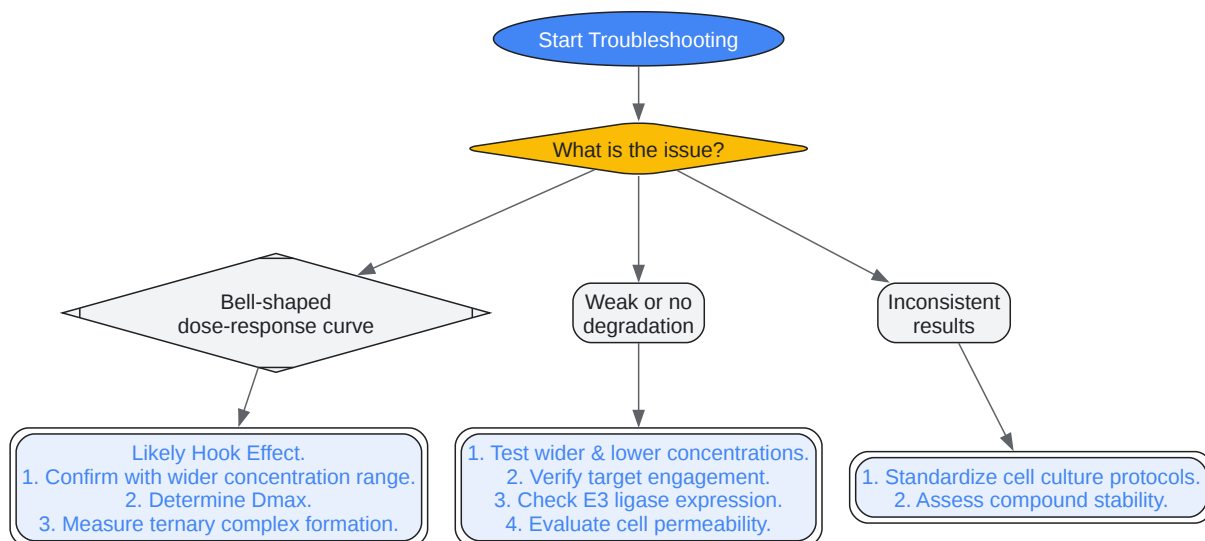 Start Troubleshooting
What is the issue?
Bell-shaped
dose-response curve
Weak or no
degradation
Inconsistent
results
Likely Hook Effect.
1. Confirm with wider concentration range.
2. Determine Dmax.
3. Measure ternary complex formation.
1. Test wider & lower concentrations.
2. Verify target engagement.
3. Check E3 ligase expression.
4. Evaluate cell permeability.
1. Standardize cell culture protocols.
2. Assess compound stability.